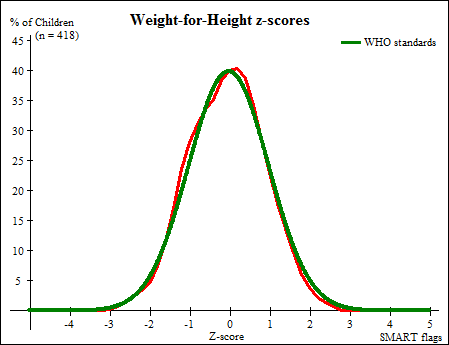 Weight-for-Height z-scores
% of Children
(n = 418)
WHO standards
45
40
35
30
25
20
15
10
5
-4 -3 -2 -1 0 1 2 3 4 5
Z-score
SMART flags